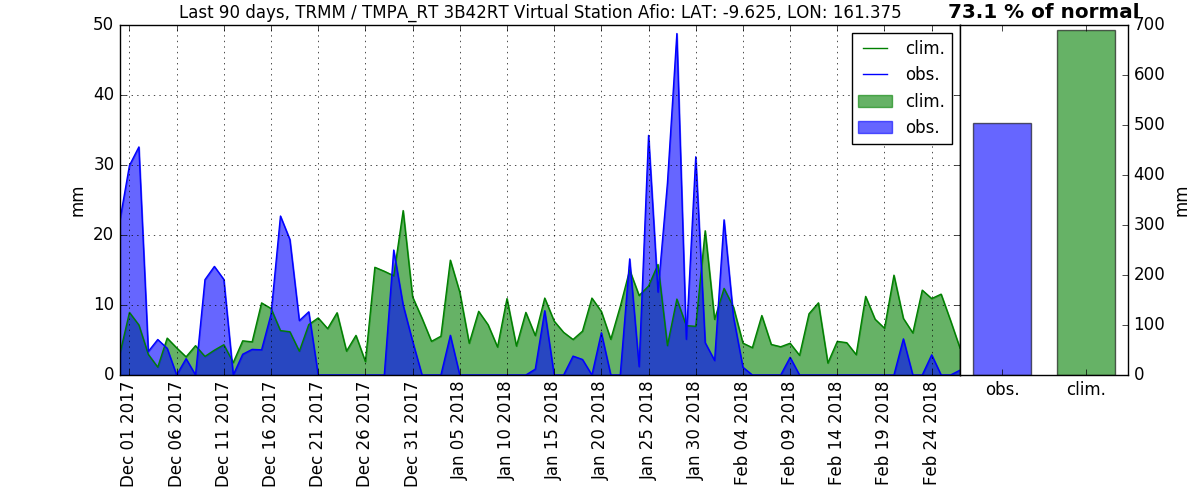 Last 90 days, TRMM / TMPA_RT 3B42RT Virtual Station Afio: LAT: -9.625, LON: 161.375
73.1 % of normal
50
40
30
20
10
0
mm
clim.
obs.
clim.
obs.
700
600
500
400
300
200
100
0
mm
Dec 01 2017
Dec 06 2017
Dec 11 2017
Dec 16 2017
Dec 21 2017
Dec 26 2017
Dec 31 2017
Jan 05 2018
Jan 10 2018
Jan 15 2018
Jan 20 2018
Jan 25 2018
Jan 30 2018
Feb 04 2018
Feb 09 2018
Feb 14 2018
Feb 19 2018
Feb 24 2018
obs.
clim.